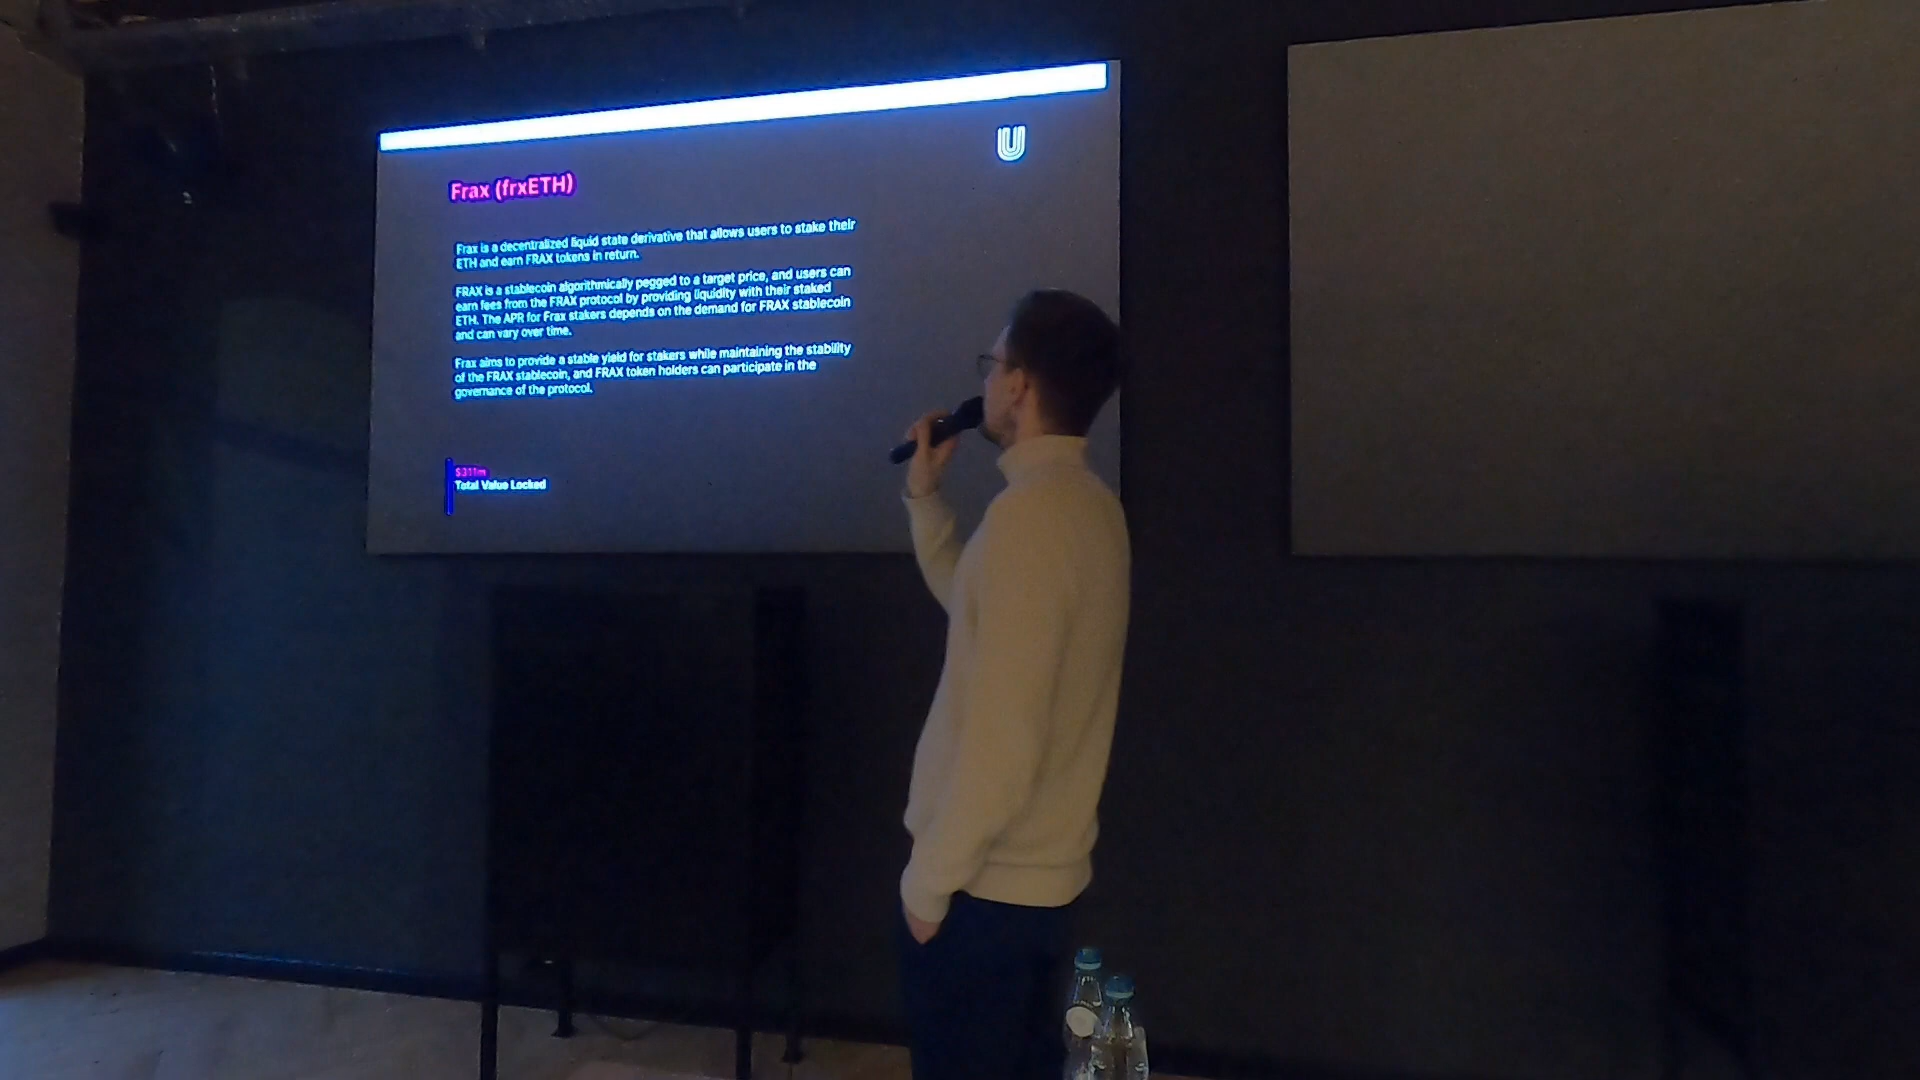 U
Frax (frxETH)
Frax is a decentralized liquid state derivative that allows users to stake their
ETH and earn FRAX tokens in return.
FRAX is a stablecoin algorithmically pegged to a target price, and users can
earn fees from the FRAX protocol by providing liquidity with their staked
ETH. The APR for Frax stakers depends on the demand for FRAX stablecoin
and can vary over time.
Frax aims to provide a stable yield for stakers while maintaining the stability
of the FRAX stablecoin, and FRAX token holders can participate in the
governance of the protocol.
$311m
Total Value Locked